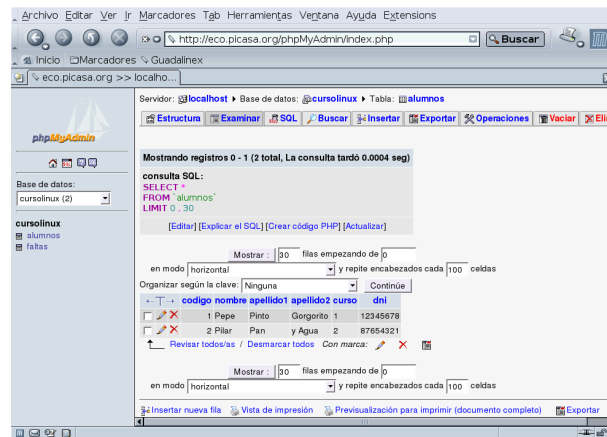 Archivo Editar Ver Ir Marcadores Tab Herramientas Ventana Ayuda Extensions
http://eco.picasa.org/phpMyAdmin/index.php Buscar
Inicio Marcadores Guadalinex
eco.picasa.org >> localho...
Servidor: localhost Base de datos: cursolinux Tabla: alumnos
Estructura Examinar SQL Buscar Insertar Exportar Operaciones Vaciar Eli
phpMyAdmin
Base de datos:
cursolinux (2)
cursolinux
alumnos
faltas
Mostrando registros 0 - 1 (2 total, La consulta tardó 0.0004 seg)
consulta SQL:
SELECT *
FROM `alumnos`
LIMIT 0 , 30
[Editar] [Explicar el SQL] [Crear código PHP] [Actualizar]
Mostrar : 30 filas empezando de 0
en modo horizontal y repite encabezados cada 100 celdas
Organizar según la clave: Ninguna Continúe
←T→ codigo nombre apellido1 apellido2 curso dni
1 Pepe Pinto Gorgorito 1 12345678
2 Pilar Pan y Agua 2 87654321
Revisar todos/as / Desmarcar todos Con marca:
Mostrar : 30 filas empezando de 0
en modo horizontal y repite encabezados cada 100 celdas
Insertar nueva fila Vista de impresión Previsualización para imprimir (documento completo) Exportar